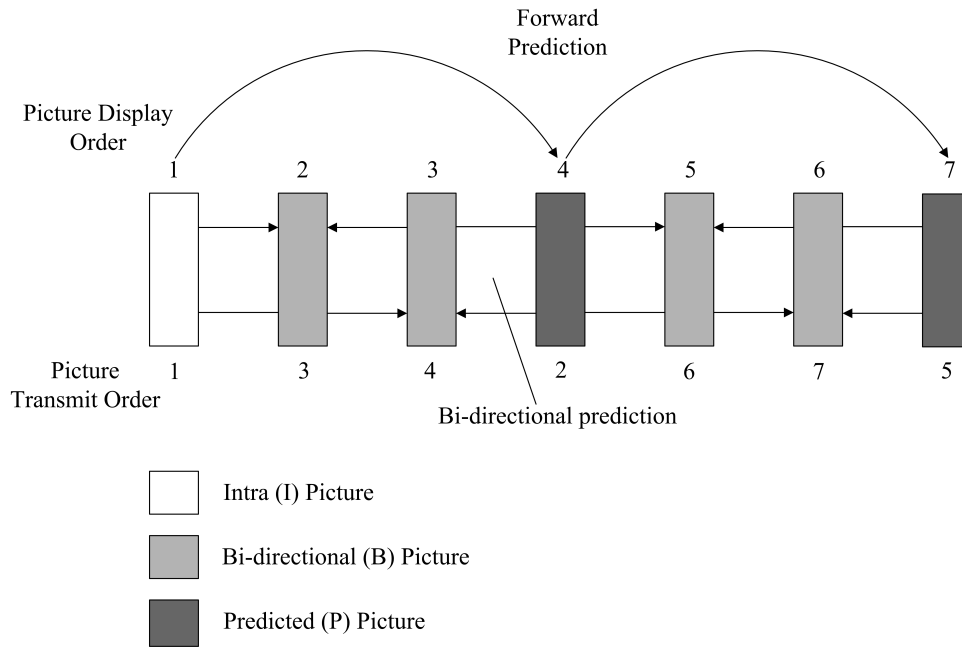 Forward
Prediction
Picture Display
Order
1 2 3 4 5 6 7
Picture
Transmit Order
1 3 4 2 6 7 5
Bi-directional prediction
Intra (I) Picture
Bi-directional (B) Picture
Predicted (P) Picture